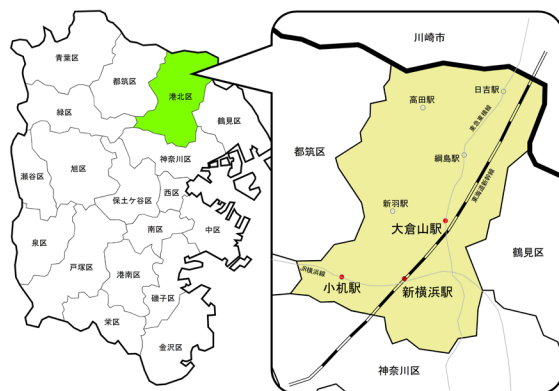 青葉区
都筑区
港北区
緑区
鶴見区
神奈川区
瀬谷区
旭区
保土ケ谷区
西区
中区
南区
泉区
戸塚区
港南区
磯子区
栄区
金沢区
川崎市
日吉駅
高田駅
東急東横線
都筑区
綱島駅
東海道新幹線
新羽駅
大倉山駅
鶴見区
JR横浜線
小机駅
新横浜駅
神奈川区